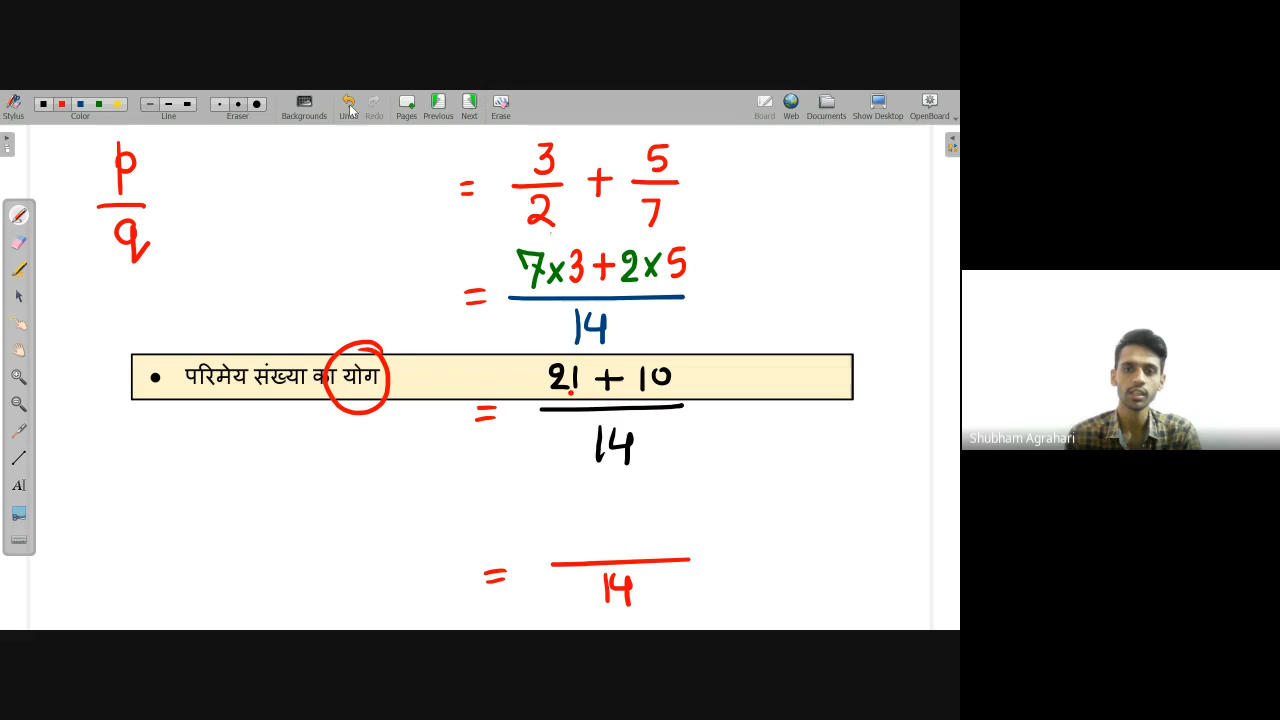 Stylus
Color
Line
Eraser
Backgrounds
Undo
Redo
Pages
Previous
Next
Erase
Board
Web
Documents
Show Desktop
OpenBoard
p/q
= 3/2 + 5/7
= 7x3+2x5/14
• परिमेय संख्या का योग
= 21 + 10/14
= /14
Shubham Agrahari